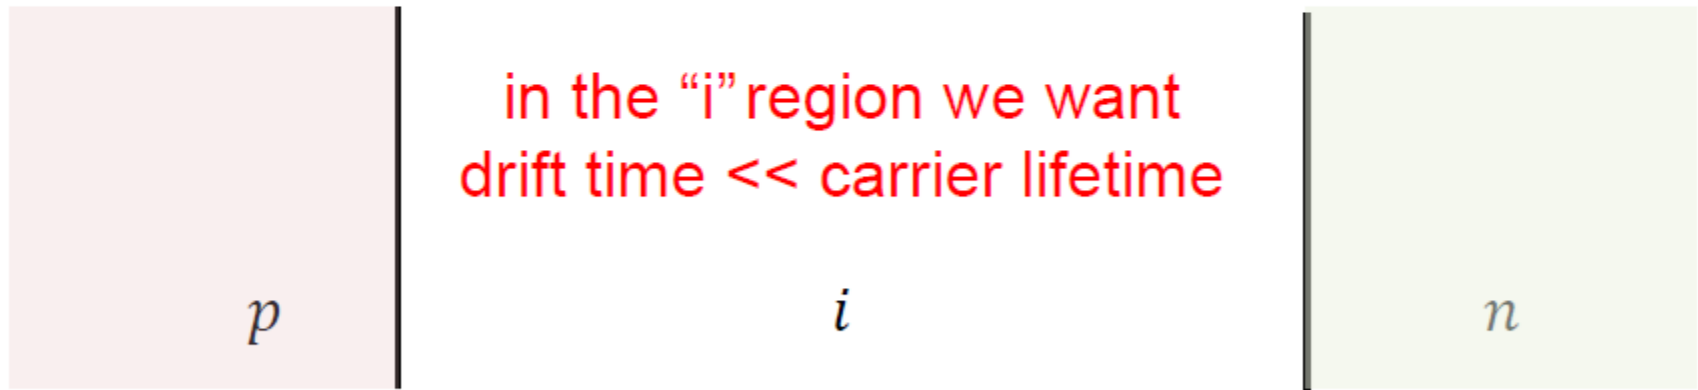 in the “i” region we want
drift time << carrier lifetime
p i n